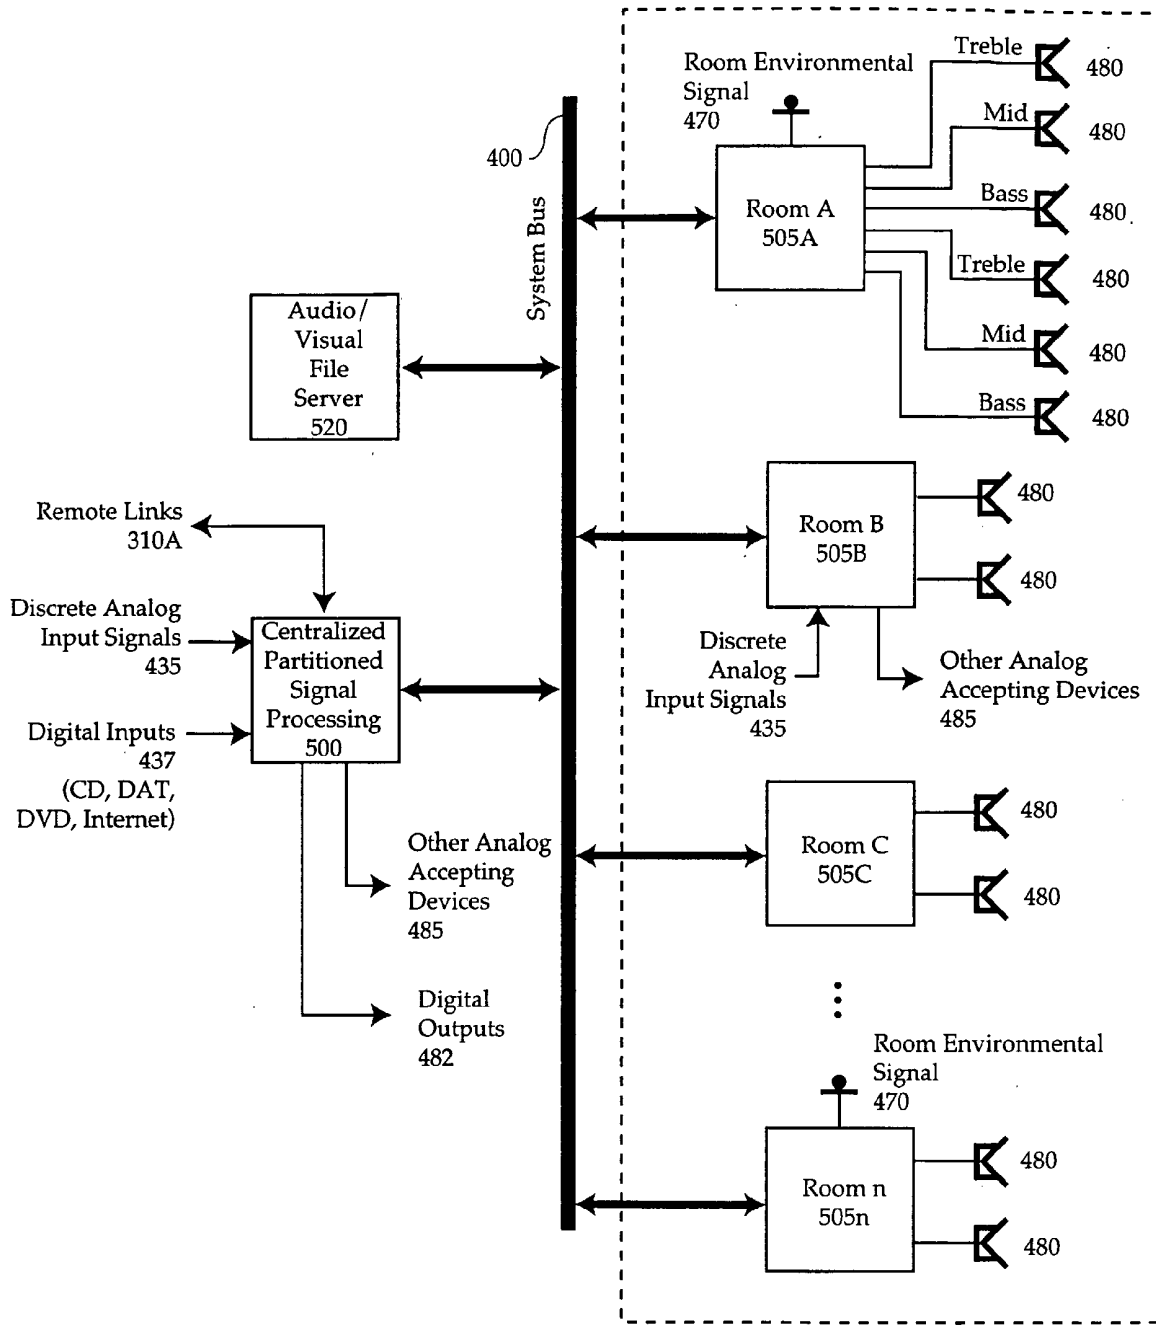 Room Environmental
Signal
470
Treble
480
Mid
480
Bass
480
Treble
480
Mid
480
Bass
480
Room A
505A
400
System Bus
Audio/
Visual
File
Server
520
Remote Links
310A
Discrete Analog
Input Signals
435
Digital Inputs
437
(CD, DAT,
DVD, Internet)
Centralized
Partitioned
Signal
Processing
500
Other Analog
Accepting
Devices
485
Digital
Outputs
482
Room B
505B
480
480
Discrete
Analog
Input Signals
435
Other Analog
Accepting Devices
485
Room C
505C
480
480
Room Environmental
Signal
470
Room n
505n
480
480